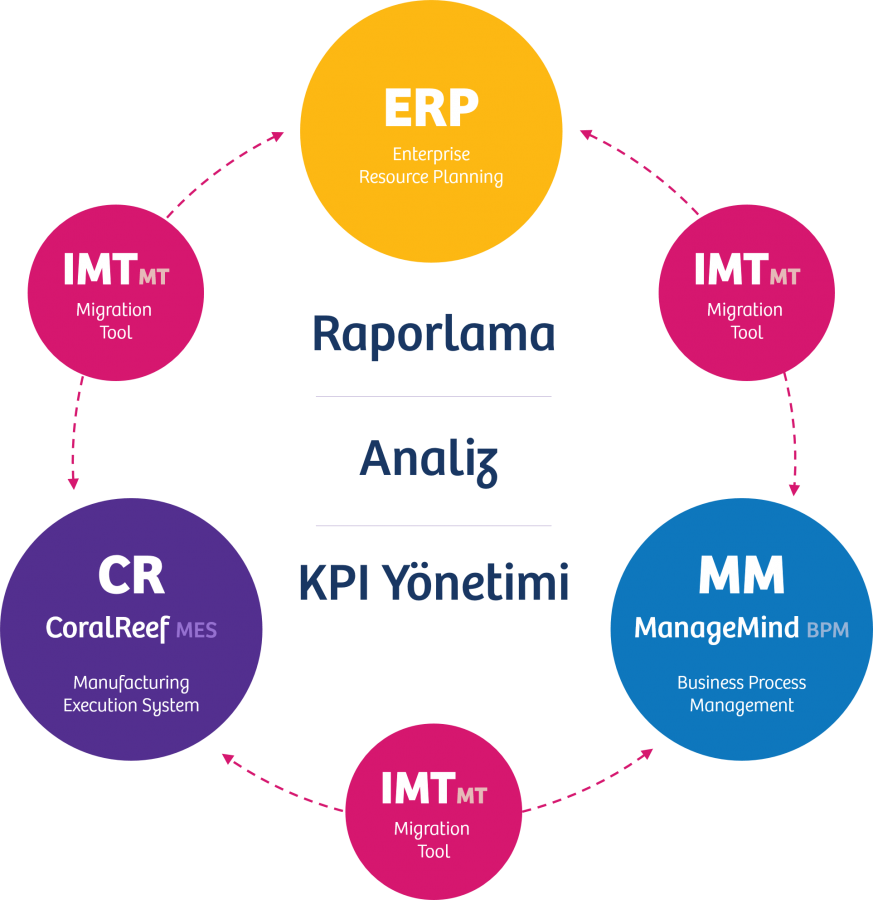 ERP
Enterprise
Resource Planning
IMT MT
Migration
Tool
IMT MT
Migration
Tool
Raporlama
Analiz
KPI Yönetimi
CR
CoralReef MES
Manufacturing
Execution System
MM
ManageMind BPM
Business Process
Management
IMT MT
Migration
Tool